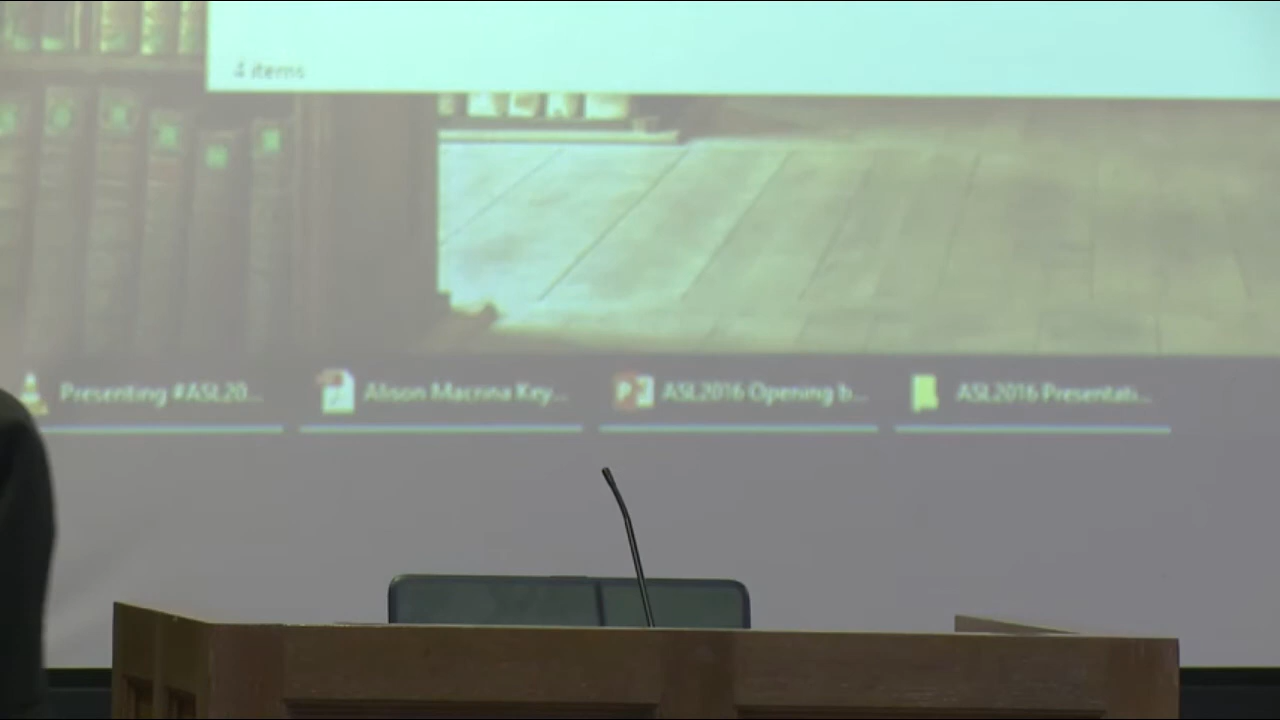 4 items
Presenting #ASL20...
Alison Macrina Key...
ASL2016 Opening b...
ASL2016 Presentati...